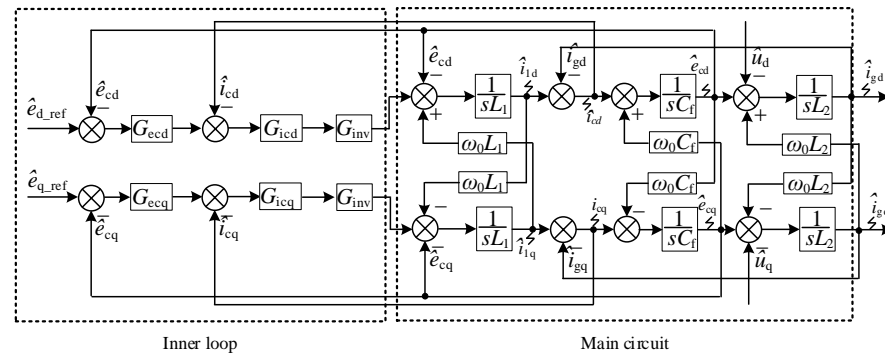 ê_cd
î_cd
ê_d_ref
G_ecd
G_icd
G_inv
ê_cd
1/sL_1
î_1d
î_gd
î_cd
1/sC_f
ê_cd
û_d
1/sL_2
î_gd
ω_0L_1
ω_0C_f
ω_0L_2
ê_q_ref
G_ecq
G_icq
G_inv
ω_0L_1
ω_0C_f
ω_0L_2
ê_cq
î_cq
ê_cq
1/sL_1
î_1q
î_gq
i_cq
1/sC_f
ê_cq
û_q
1/sL_2
Inner loop
Main circuit